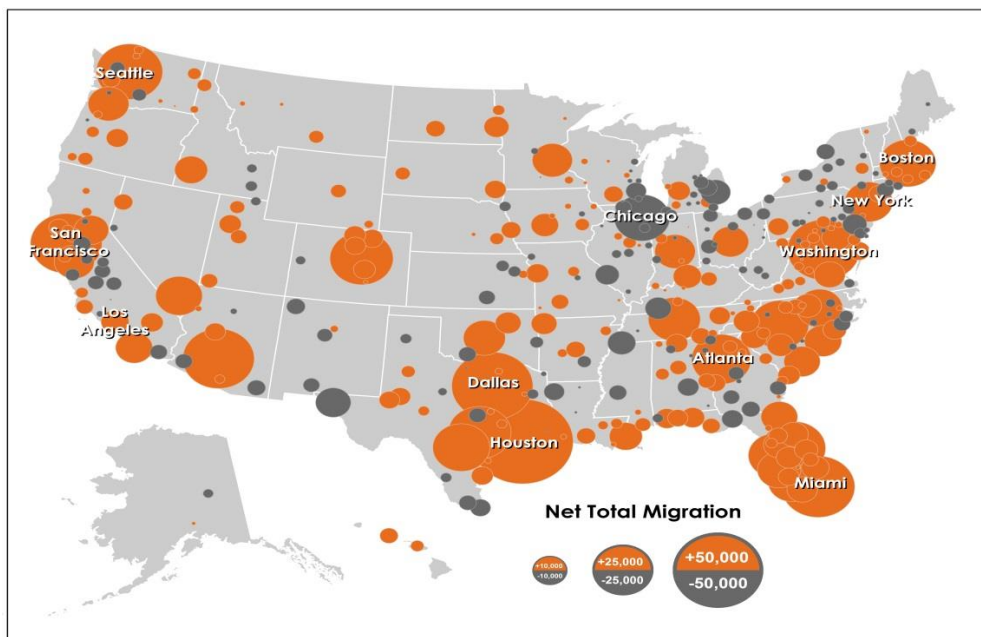 Seattle
Boston
New York
Chicago
San
Francisco
Washington
Los
Angeles
Atlanta
Dallas
Houston
Miami
Net Total Migration
+10,000
-10,000
+25,000
-25,000
+50,000
-50,000